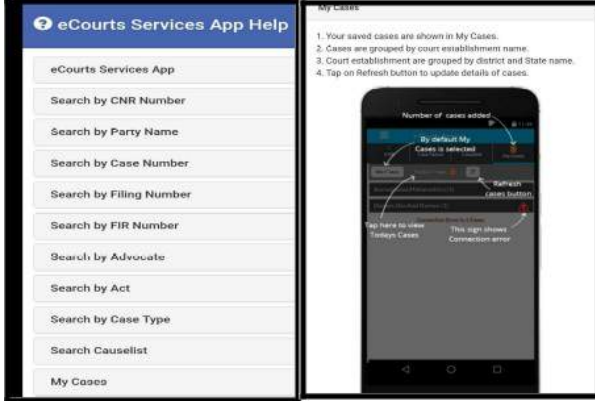 eCourts Services App Help
eCourts Services App
Search by CNR Number
Search by Party Name
Search by Case Number
Search by Filing Number
Search by FIR Number
Search by Advocate
Search by Act
Search by Case Type
Search Causelist
My Cases
My Cases
1. Your saved cases are shown in My Cases.
2. Cases are grouped by court establishment name.
3. Court establishment are grouped by district and State name.
4. Tap on Refresh button to update details of cases.
Number of cases added
By default My
Cases is selected
Refresh
cases button
Tap here to view
Todays Cases
This sign shows
Connection error